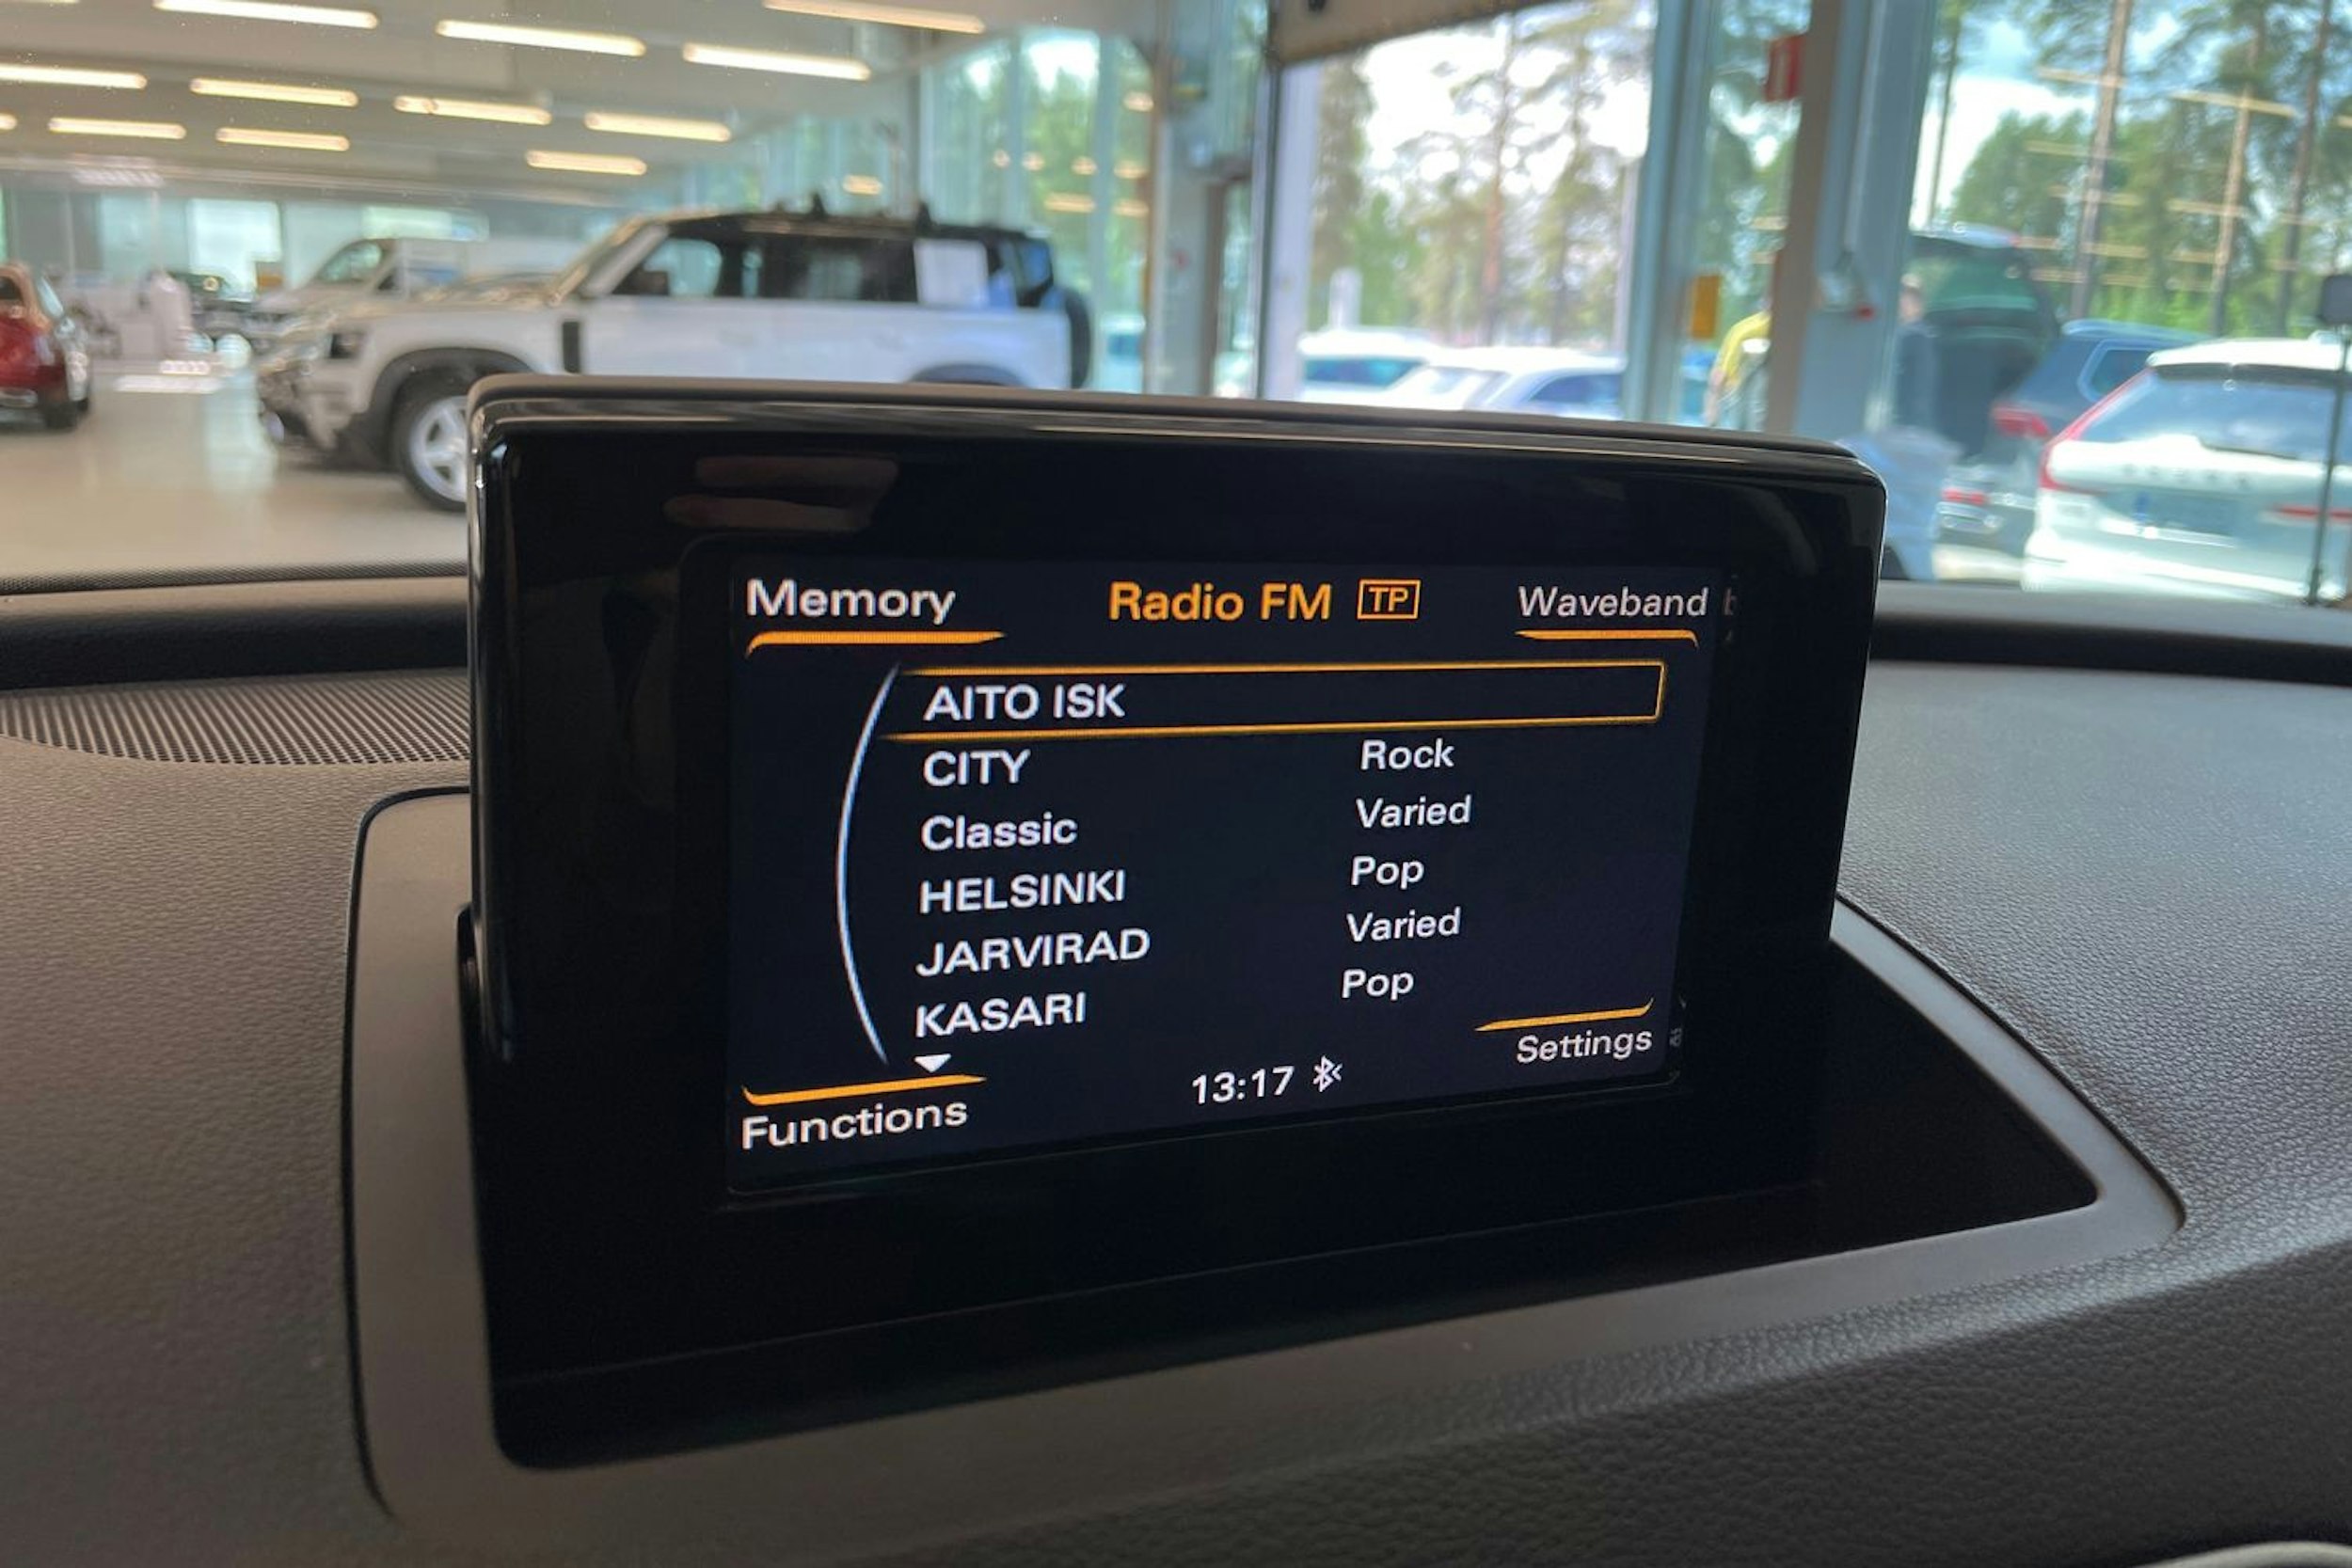 Memory Radio FM TP Waveband
AITO ISK
CITY Rock
Classic Varied
HELSINKI Pop
JARVIRAD Varied
KASARI Pop
Settings
13:17
Functions